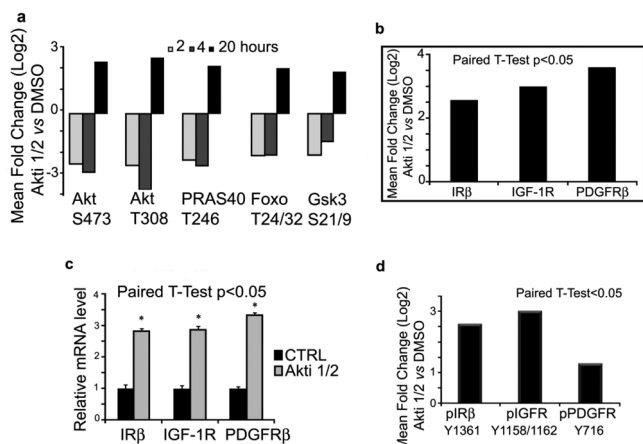 a
2 4 20 hours
Mean Fold Change (Log2)
Akti 1/2 vs DMSO
3
0
-3
Akt Akt PRAS40 Foxo Gsk3
S473 T308 T246 T24/32 S21/9
b
Paired T-Test p<0.05
Mean Fold Change (Log2)
Akti 1/2 vs DMSO
4
3
2
1
0
IRβ IGF-1R PDGFRβ
c
Paired T-Test p<0.05
Relative mRNA level
4
3
2
1
0
* * *
CTRL
Akti 1/2
IRβ IGF-1R PDGFRβ
d
Paired T-Test<0.05
Mean Fold Change (Log2)
Akti 1/2 vs DMSO
3
2
1
0
pIRβ pIGFR pPDGFR
Y1361 Y1158/1162 Y716